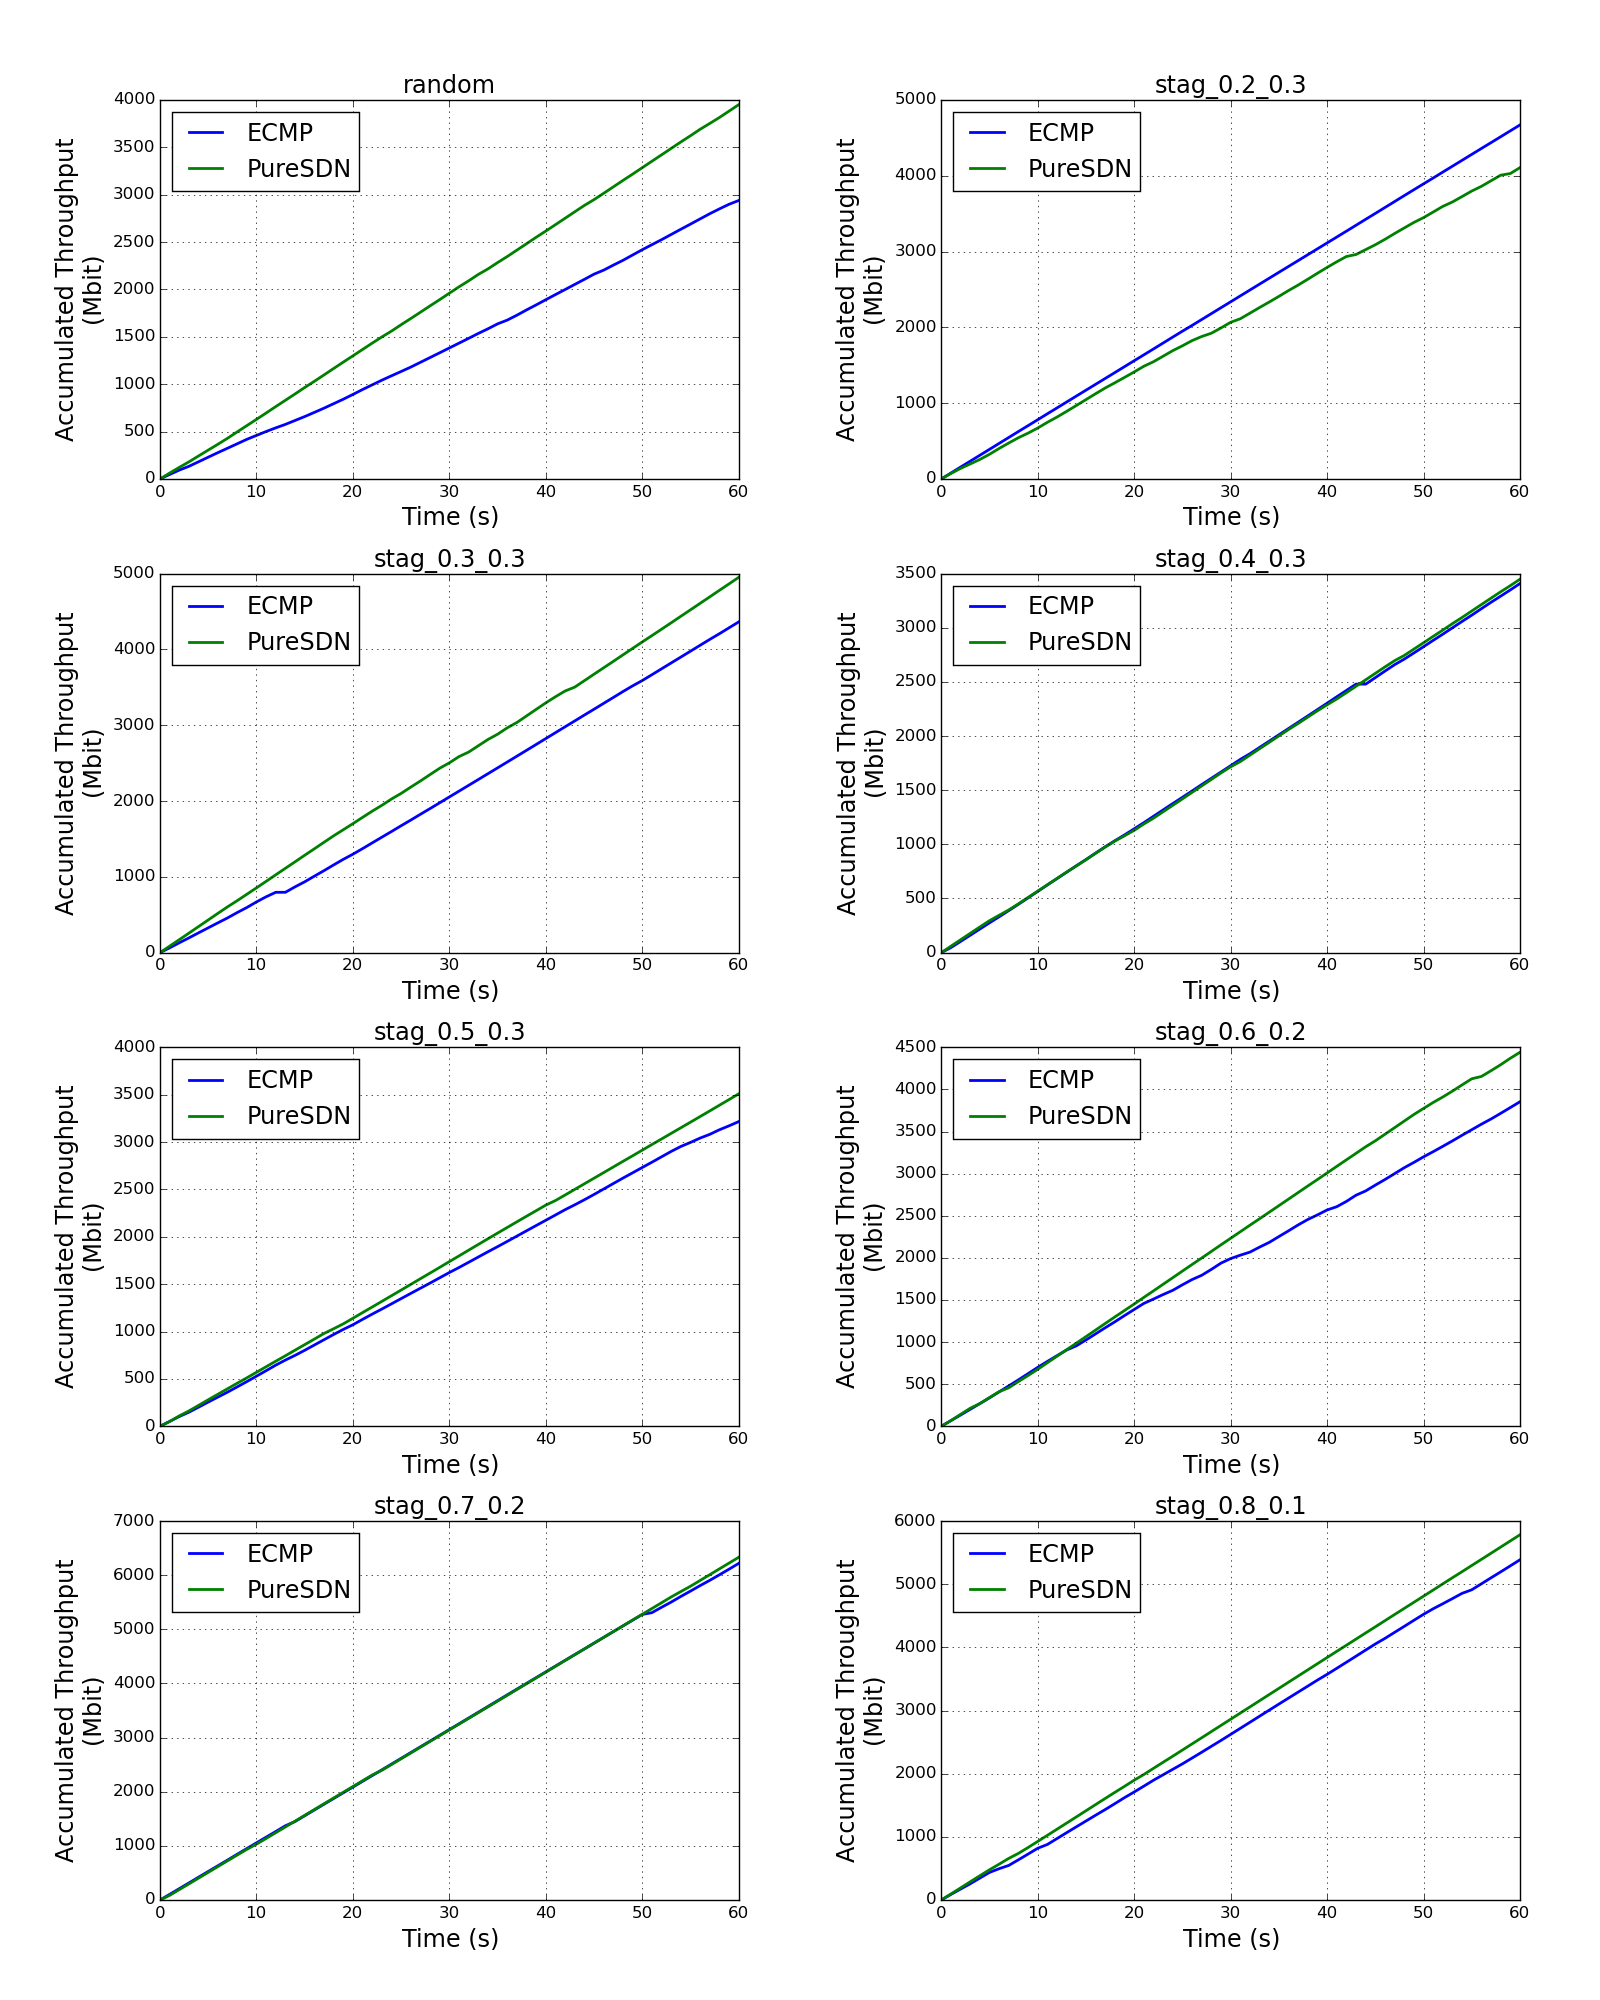 random
4000
3500
3000
2500
2000
1500
1000
500
0
0 10 20 30 40 50 60
Accumulated Throughput
(Mbit)
Time (s)
ECMP
PureSDN
stag_0.2_0.3
5000
4000
3000
2000
1000
0
0 10 20 30 40 50 60
Accumulated Throughput
(Mbit)
Time (s)
ECMP
PureSDN
stag_0.3_0.3
5000
4000
3000
2000
1000
0
0 10 20 30 40 50 60
Accumulated Throughput
(Mbit)
Time (s)
ECMP
PureSDN
stag_0.4_0.3
3500
3000
2500
2000
1500
1000
500
0
0 10 20 30 40 50 60
Accumulated Throughput
(Mbit)
Time (s)
ECMP
PureSDN
stag_0.5_0.3
4000
3500
3000
2500
2000
1500
1000
500
0
0 10 20 30 40 50 60
Accumulated Throughput
(Mbit)
Time (s)
ECMP
PureSDN
stag_0.6_0.2
4500
4000
3500
3000
2500
2000
1500
1000
500
0
0 10 20 30 40 50 60
Accumulated Throughput
(Mbit)
Time (s)
ECMP
PureSDN
stag_0.7_0.2
7000
6000
5000
4000
3000
2000
1000
0
0 10 20 30 40 50 60
Accumulated Throughput
(Mbit)
Time (s)
ECMP
PureSDN
stag_0.8_0.1
6000
5000
4000
3000
2000
1000
0
0 10 20 30 40 50 60
Accumulated Throughput
(Mbit)
Time (s)
ECMP
PureSDN